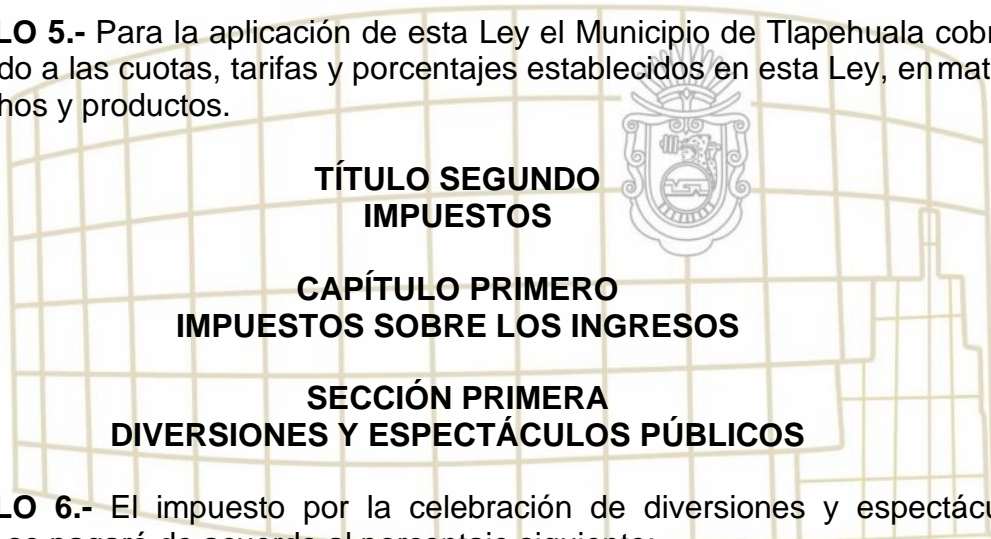 LO 5.- Para la aplicación de esta Ley el Municipio de Tlapehuala cobr
do a las cuotas, tarifas y porcentajes establecidos en esta Ley, en mat
hos y productos.
TÍTULO SEGUNDO
IMPUESTOS
CAPÍTULO PRIMERO
IMPUESTOS SOBRE LOS INGRESOS
SECCIÓN PRIMERA
DIVERSIONES Y ESPECTÁCULOS PÚBLICOS
LO 6.- El impuesto por la celebración de diversiones y espectácu
se pagará de acuerdo al porcentaje siguiente: